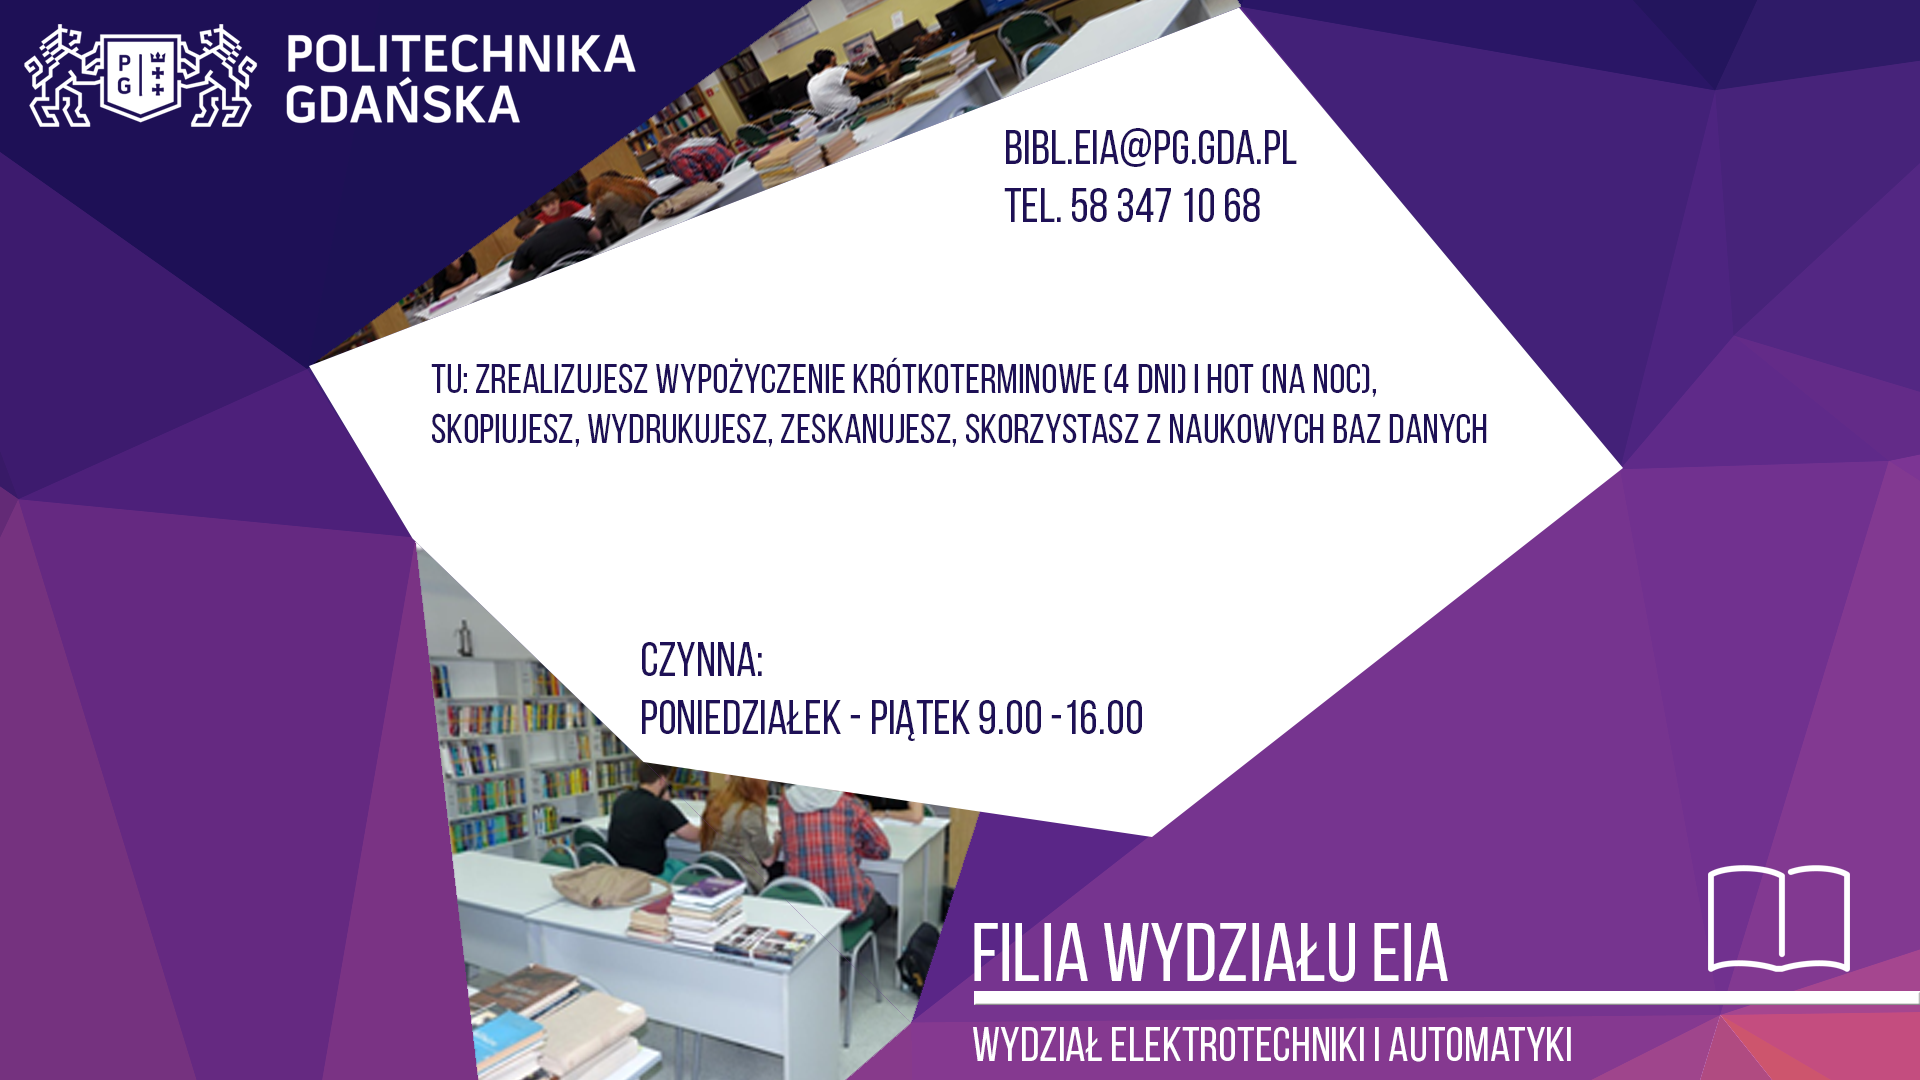 P
G
POLITECHNIKA
GDAŃSKA
BIBL.EIA@PG.GDA.PL
TEL. 58 347 10 68
TU: ZREALIZUJESZ WYPOŻYCZENIE KRÓTKOTERMINOWE (4 DNI) I HOT (NA NOC),
SKOPIUJESZ, WYDRUKUJESZ, ZESKANUJESZ, SKORZYSTASZ Z NAUKOWYCH BAZ DANYCH
CZYNNA:
PONIEDZIAŁEK - PIĄTEK 9.00 -16.00
FILIA WYDZIAŁU EIA
WYDZIAŁ ELEKTROTECHNIKI I AUTOMATYKI